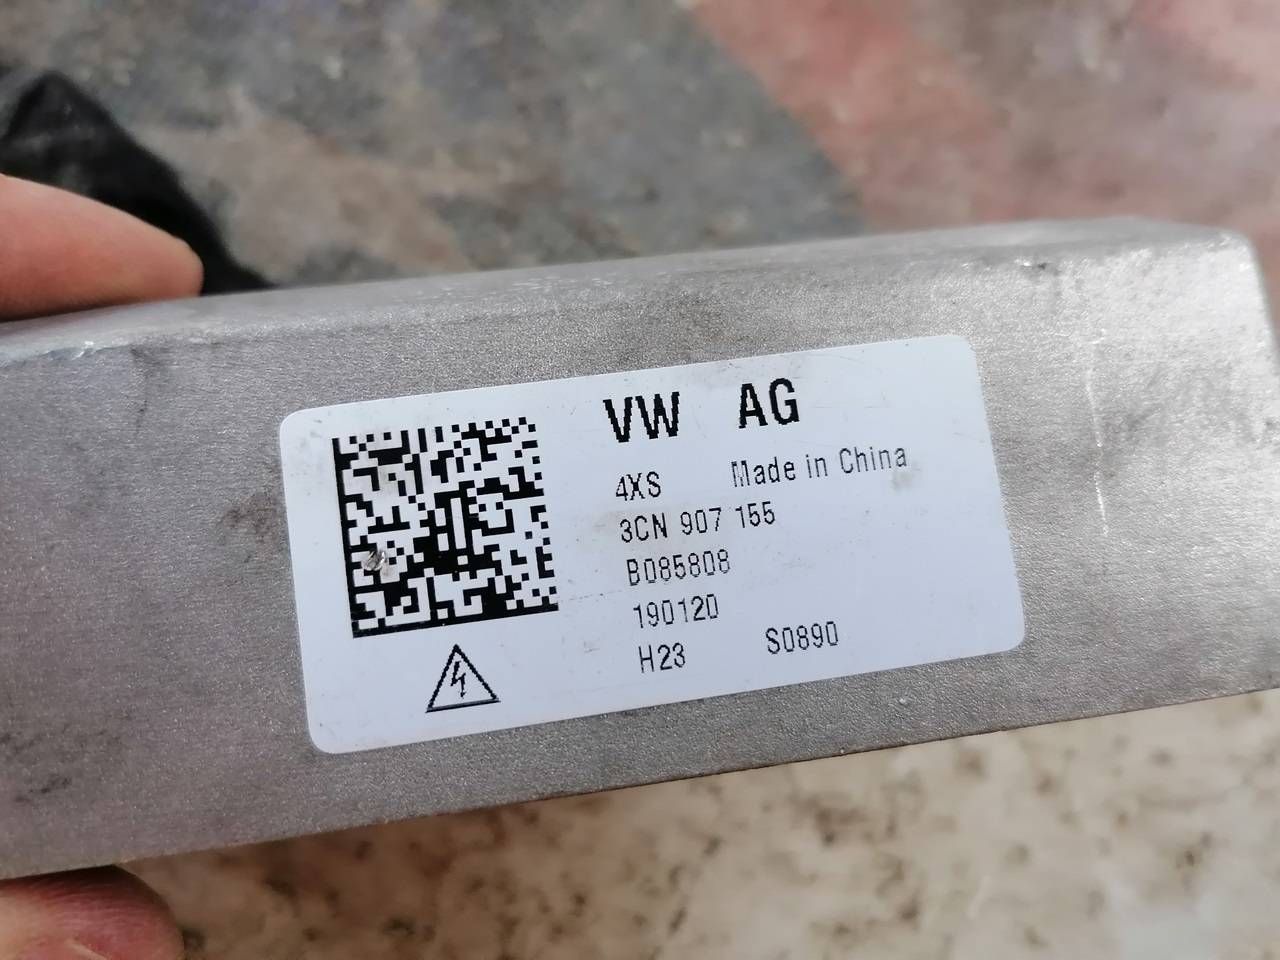 VW AG
4XS Made in China
3CN 907 155
B085808
190120
H23 S0890